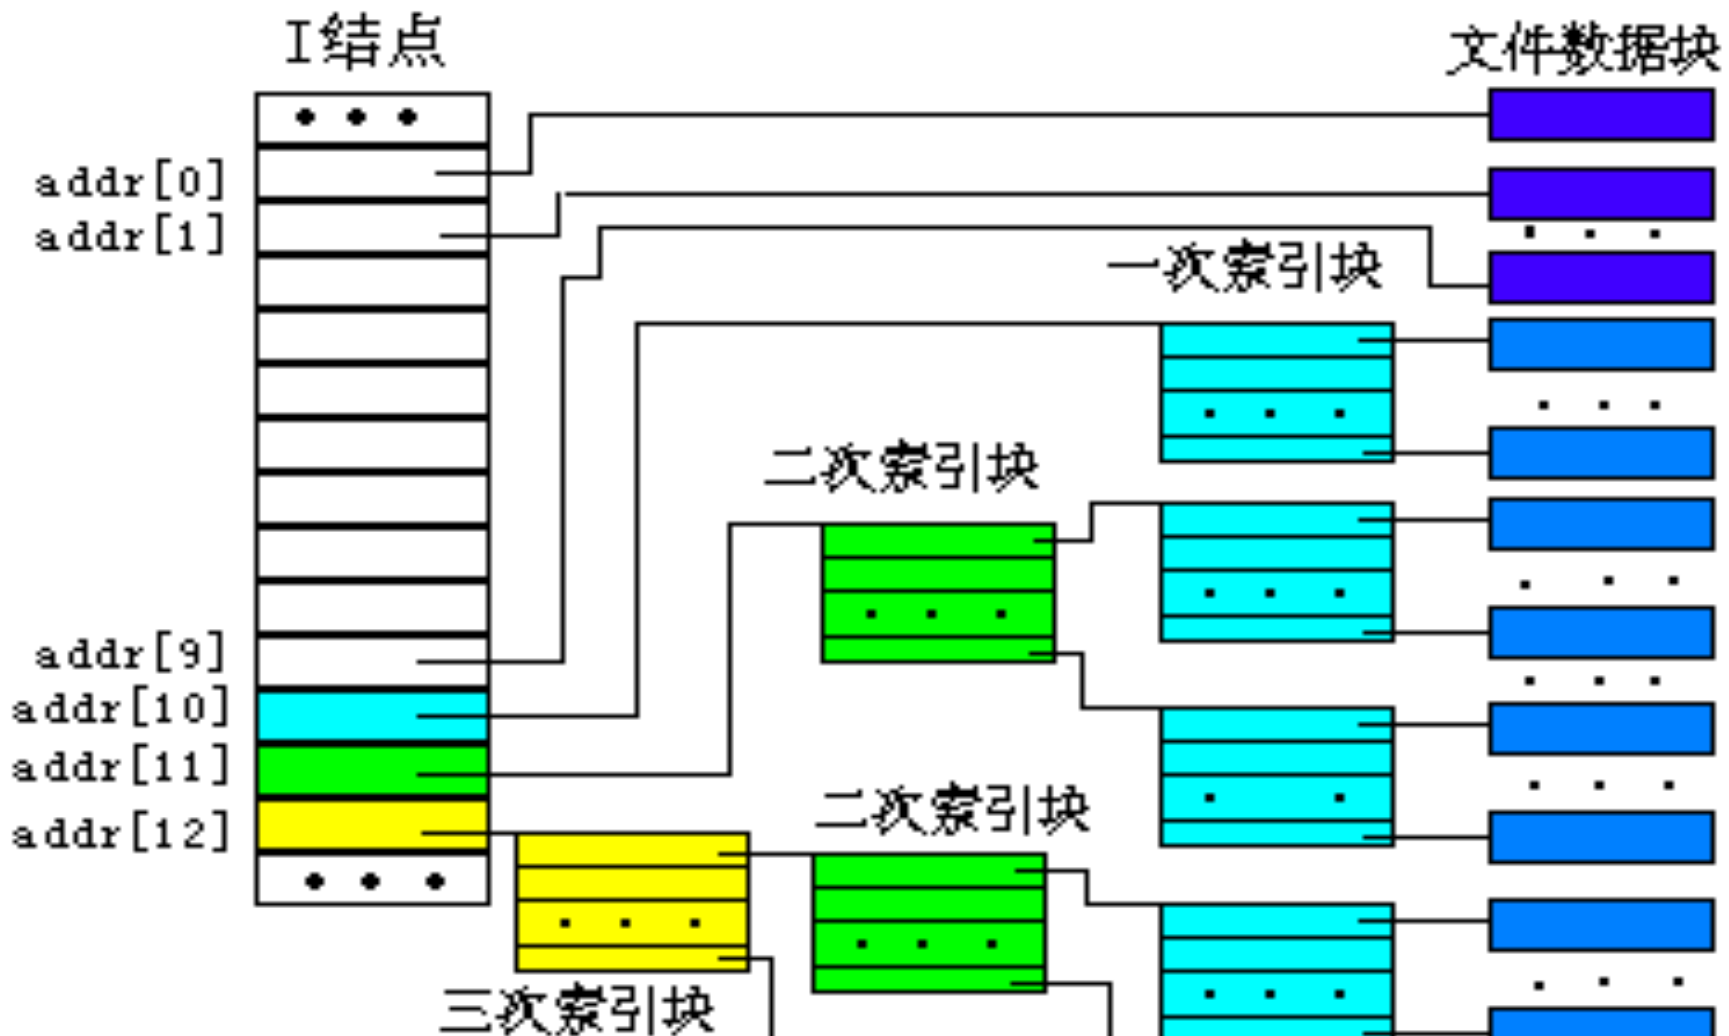 I结点
文件数据块
addr[0]
addr[1]
一次索引块
二次索引块
addr[9]
addr[10]
addr[11]
二次索引块
addr[12]
三次索引块